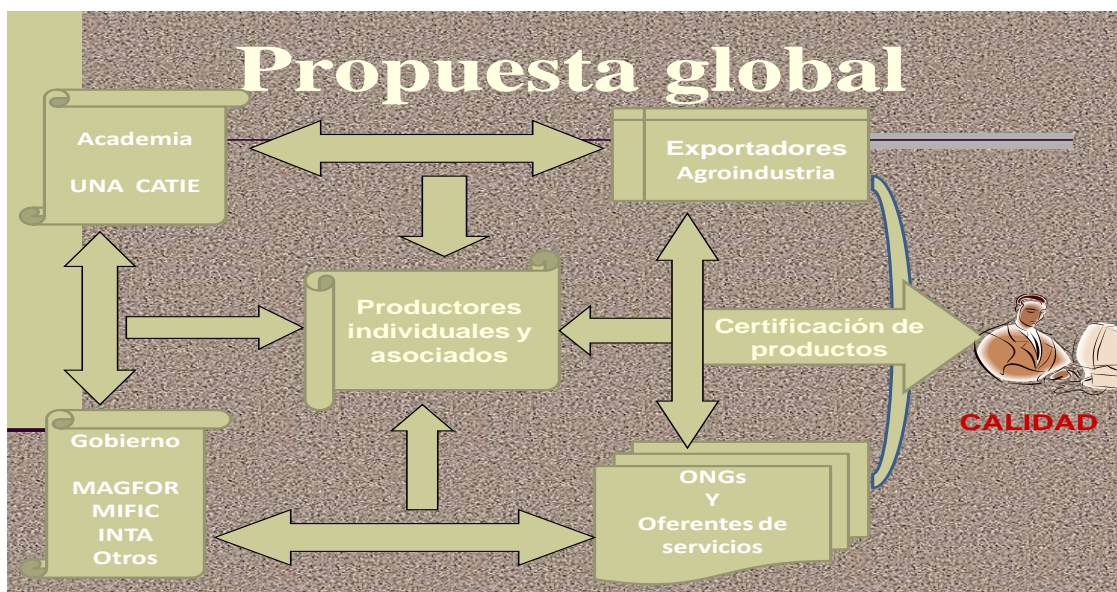 Propuesta global
Academia
UNA CATIE
Exportadores
Agroindustria
Productores
individuales y
asociados
Certificación de
productos
CALIDAD
Gobierno
MAGFOR
MIFIC
INTA
Otros
ONGs
Y
Oferentes de
servicios